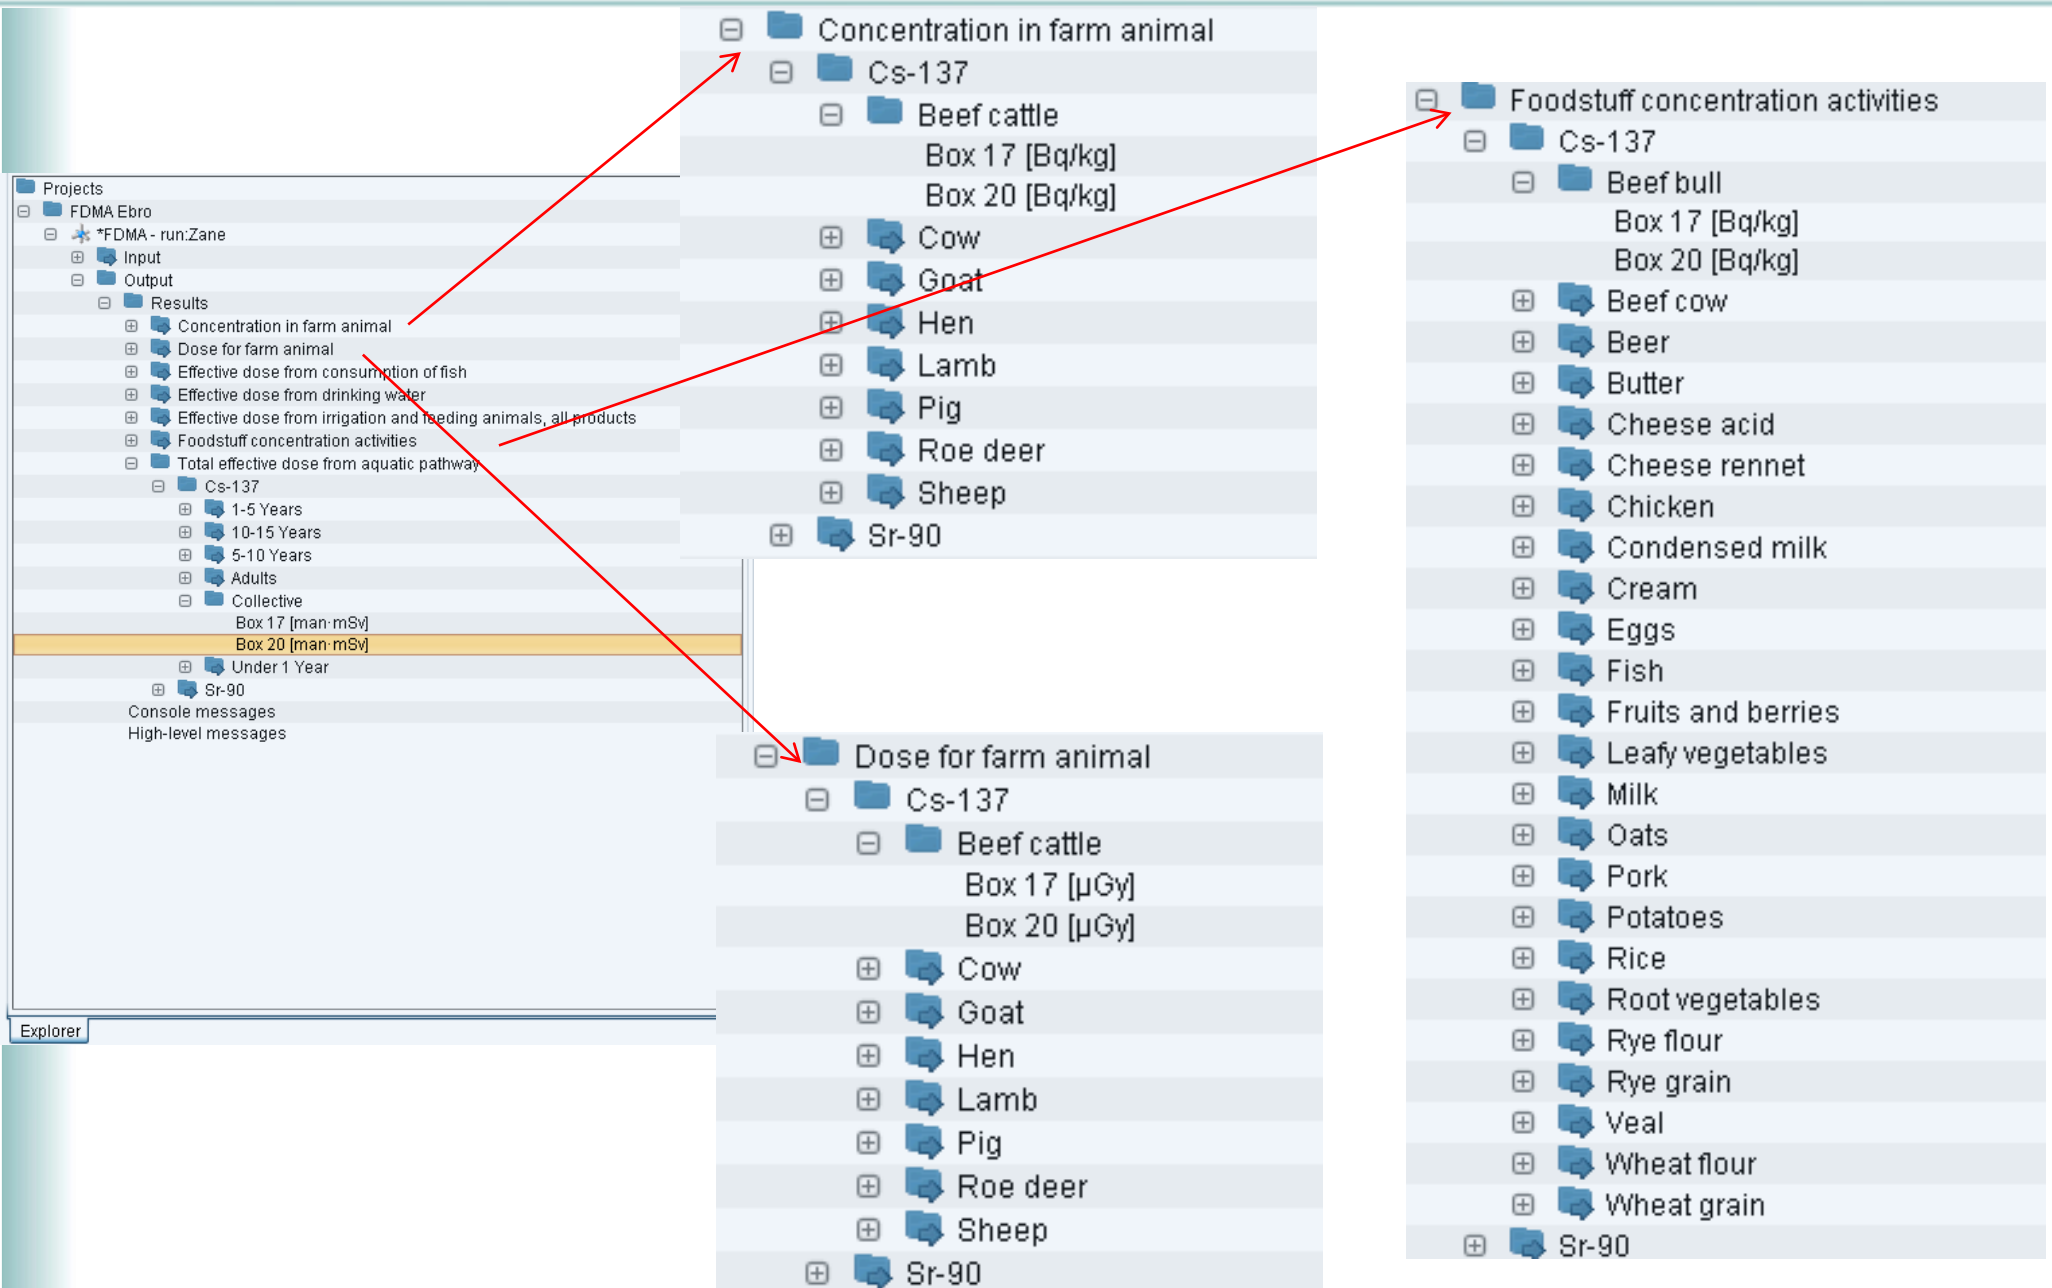 Projects
FDMA Ebro
*FDMA - run:Zane
Input
Output
Results
Concentration in farm animal
Dose for farm animal
Effective dose from consumption of fish
Effective dose from drinking water
Effective dose from irrigation and feeding animals, all products
Foodstuff concentration activities
Total effective dose from aquatic pathway
Cs-137
1-5 Years
10-15 Years
5-10 Years
Adults
Collective
Box 17 [man·mSv]
Box 20 [man·mSv]
Under 1 Year
Sr-90
Console messages
High-level messages
Explorer
Concentration in farm animal
Cs-137
Beef cattle
Box 17 [Bq/kg]
Box 20 [Bq/kg]
Cow
Goat
Hen
Lamb
Pig
Roe deer
Sheep
Sr-90
Dose for farm animal
Cs-137
Beef cattle
Box 17 [µGy]
Box 20 [µGy]
Cow
Goat
Hen
Lamb
Pig
Roe deer
Sheep
Sr-90
Foodstuff concentration activities
Cs-137
Beef bull
Box 17 [Bq/kg]
Box 20 [Bq/kg]
Beef cow
Beer
Butter
Cheese acid
Cheese rennet
Chicken
Condensed milk
Cream
Eggs
Fish
Fruits and berries
Leafy vegetables
Milk
Oats
Pork
Potatoes
Rice
Root vegetables
Rye flour
Rye grain
Veal
Wheat flour
Wheat grain
Sr-90